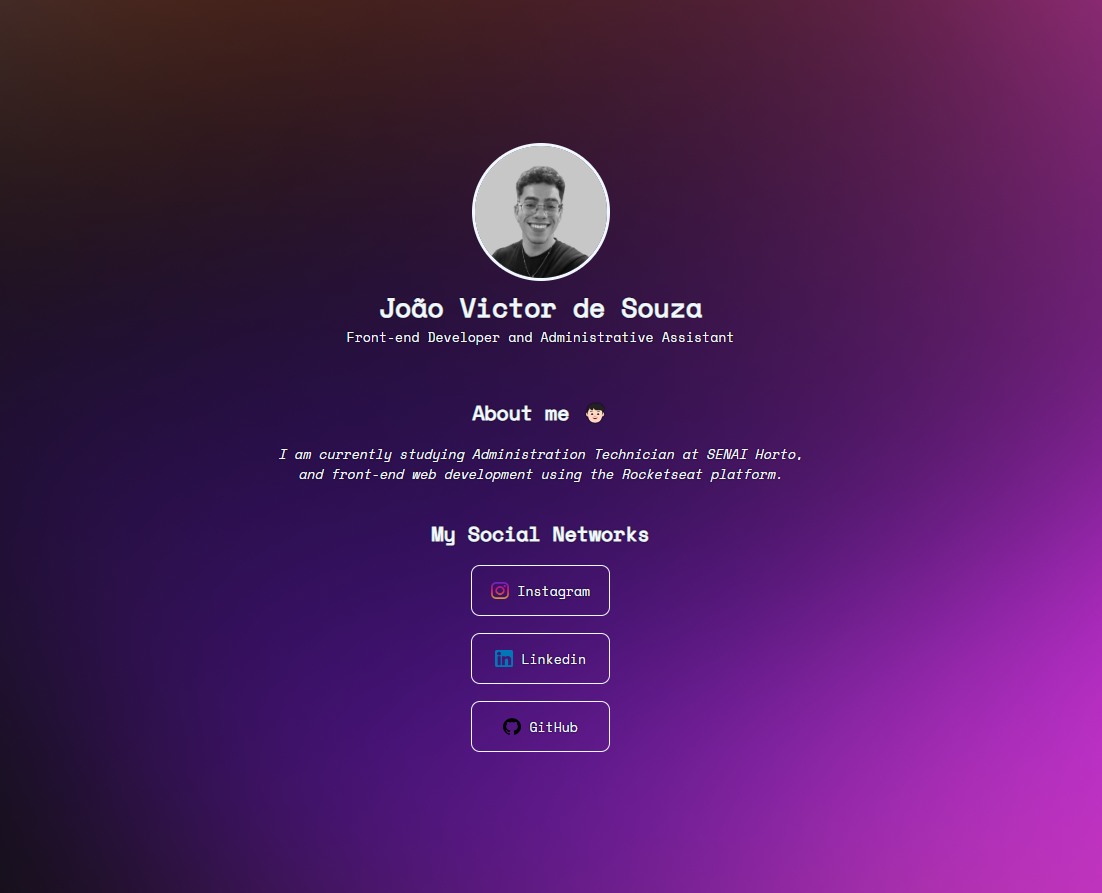 João Victor de Souza
Front-end Developer and Administrative Assistant
About me
I am currently studying Administration Technician at SENAI Horto,
and front-end web development using the Rocketseat platform.
My Social Networks
Instagram
Linkedin
GitHub